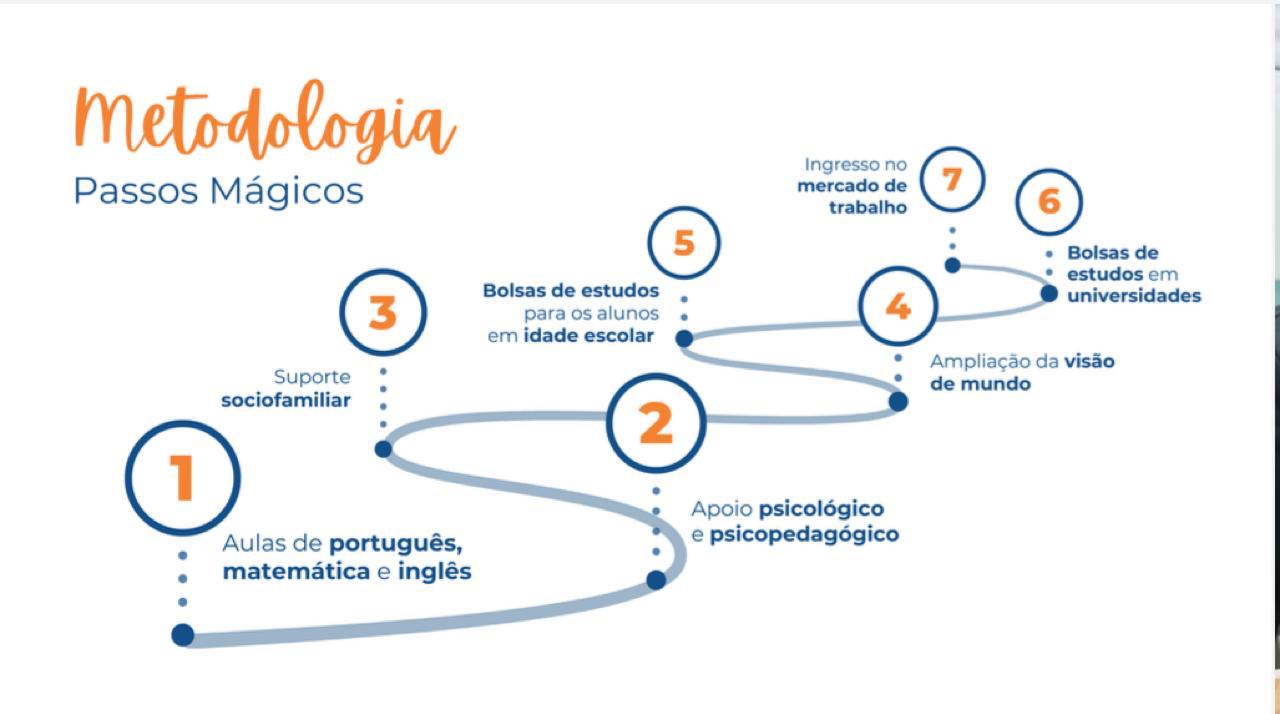 Metodologia
Passos Mágicos
1
Aulas de português,
matemática e inglês
2
Apoio psicológico
e psicopedagógico
3
Suporte
sociofamiliar
4
Ampliação da visão
de mundo
5
Bolsas de estudos
para os alunos
em idade escolar
6
Bolsas de
estudos em
universidades
7
Ingresso no
mercado de
trabalho